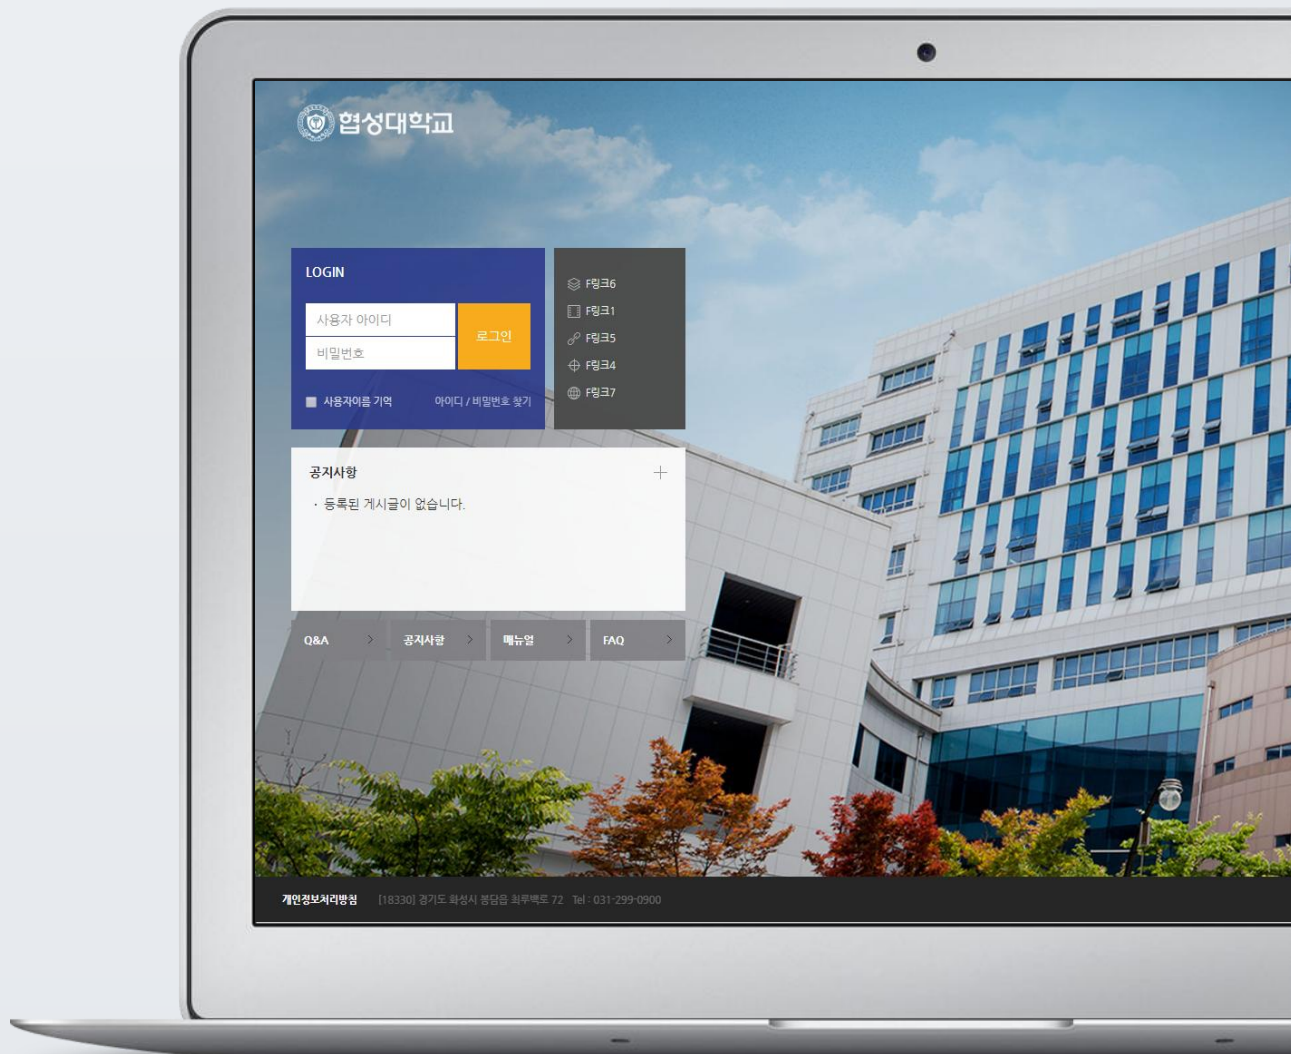 협성대학교
LOGIN
사용자 아이디
비밀번호
로그인
사용자이름 기억
아이디 / 비밀번호 찾기
F링크6
F링크1
F링크5
F링크4
F링크7
공지사항
· 등록된 게시글이 없습니다.
Q&A
공지사항
매뉴얼
FAQ
개인정보처리방침 [18330] 경기도 화성시 봉담읍 최루백로 72 Tel : 031-299-0900